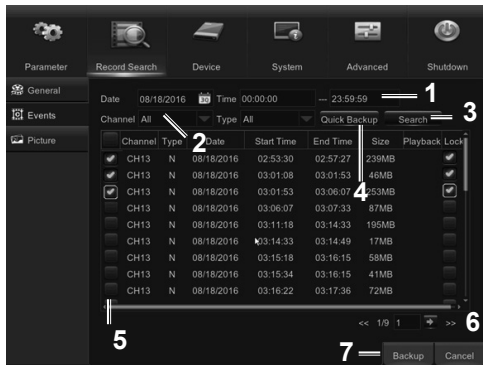 Parameter Record Search Device System Advanced Shutdown
General
Events
Picture
Date 08/18/2016 30 Time 00:00:00 --- 23:59:59 1
Channel All Type All Quick Backup Search 3
2
4
Channel Type Date Start Time End Time Size Playback Lock
CH13 N 08/18/2016 02:53:30 02:57:27 239MB
CH13 N 08/18/2016 03:01:08 03:01:53 46MB
CH13 N 08/18/2016 03:01:53 03:06:07 253MB
CH13 N 08/18/2016 03:06:07 03:07:33 87MB
CH13 N 08/18/2016 03:11:18 03:14:33 195MB
CH13 N 08/18/2016 03:14:33 03:14:49 17MB
CH13 N 08/18/2016 03:15:18 03:16:15 58MB
CH13 N 08/18/2016 03:15:34 03:16:15 41MB
CH13 N 08/18/2016 03:16:22 03:17:36 72MB
5
<< 1/9 1 >> 6
7 Backup Cancel